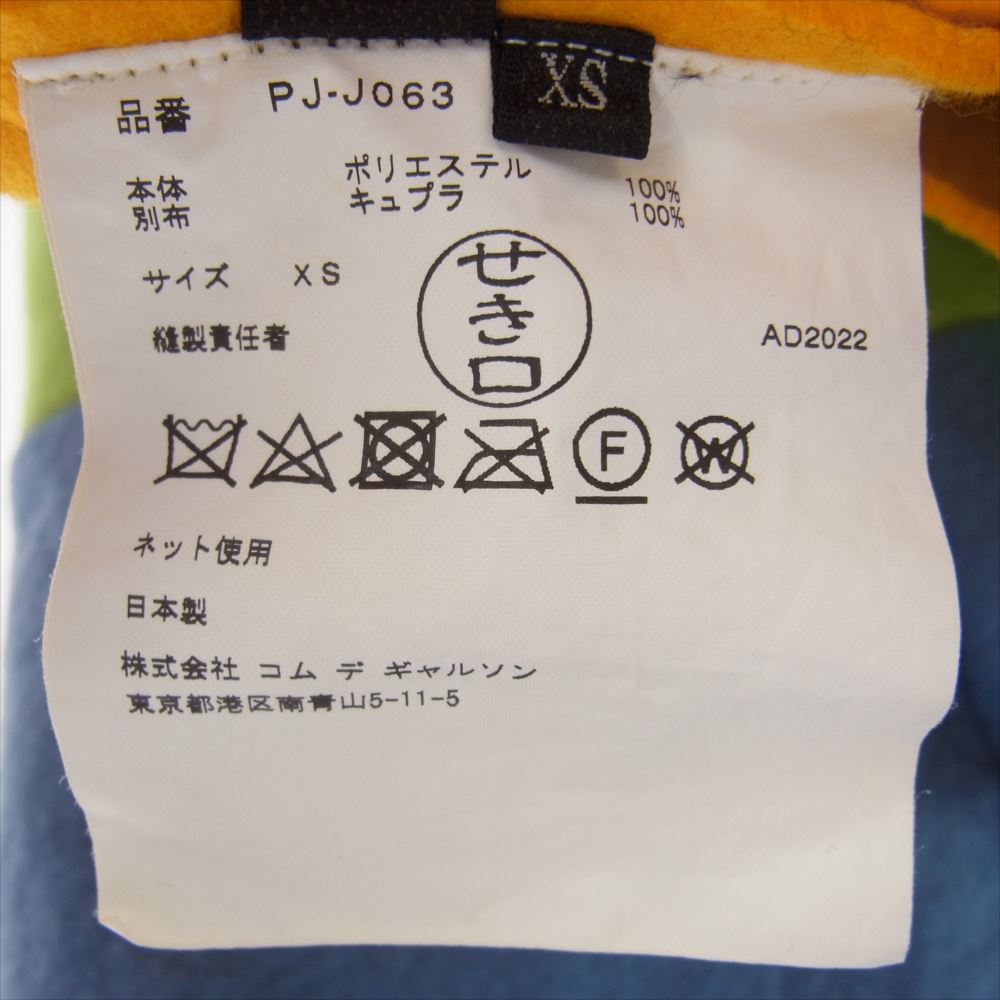 XS
品番 PJ-J063
本体 ポリエステル 100%
別布 キュプラ 100%
サイズ XS
縫製責任者 せき口 AD2022
F W
ネット使用
日本製
株式会社 コム デ ギャルソン
東京都港区南青山5-11-5